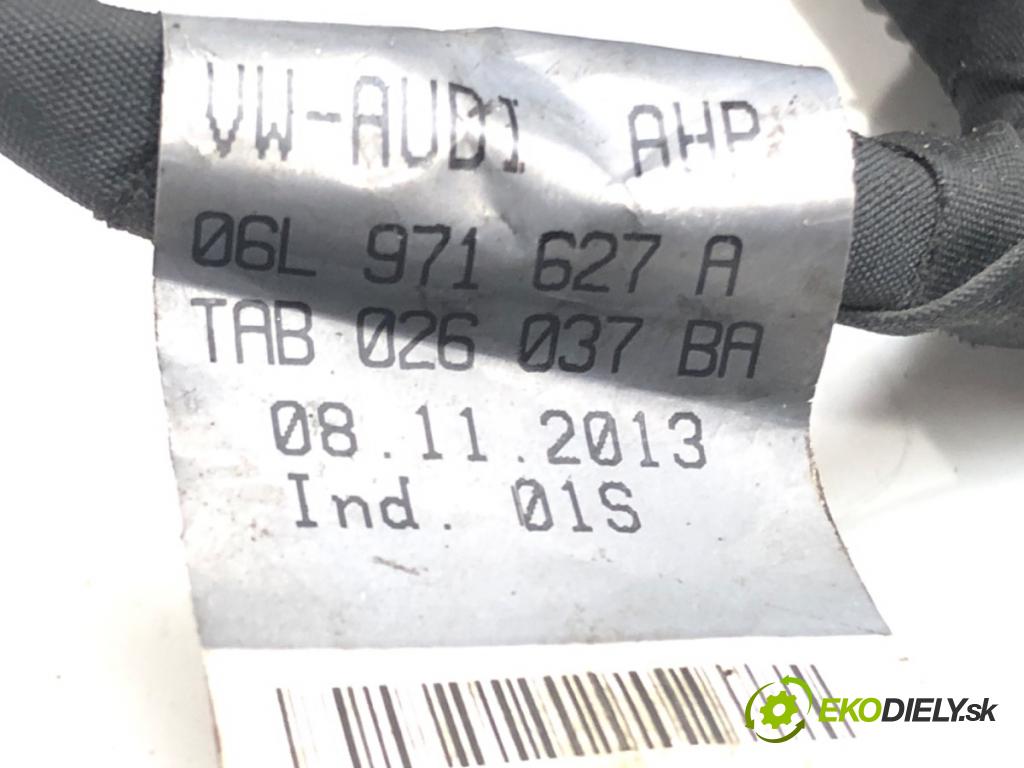 VW-AUDI AHP
06L 971 627 A
TAB 026 037 BA
08.11.2013
Ind. 01S
EKODIELY.sk